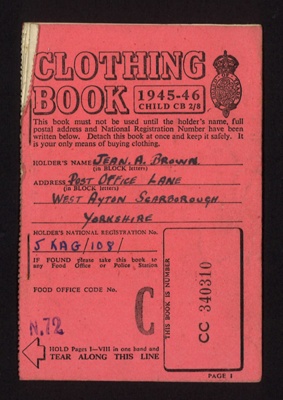 CLOTHING
BOOK 1945-46
CHILD CB 2/8
This book must not be used until the holder's name, full
postal address and National Registration Number have been
written below. Detach this book at once and keep it safely. It
is your only means of buying clothing.
HOLDER'S NAME JEAN. A. BROWN
(in BLOCK letters)
ADDRESS POST OFFICE LANE
(in BLOCK letters)
WEST AYTON SCARBOROUGH
YORKSHIRE
HOLDER'S NATIONAL REGISTRATION No.
JKAG/108/
IF FOUND please take this book to
any Food Office or Police Station
FOOD OFFICE CODE No.
N.72
C
THIS BOOK IS NUMBER
CC 340310
HOLD Pages I-VIII in one hand and
TEAR ALONG THIS LINE
PAGE I